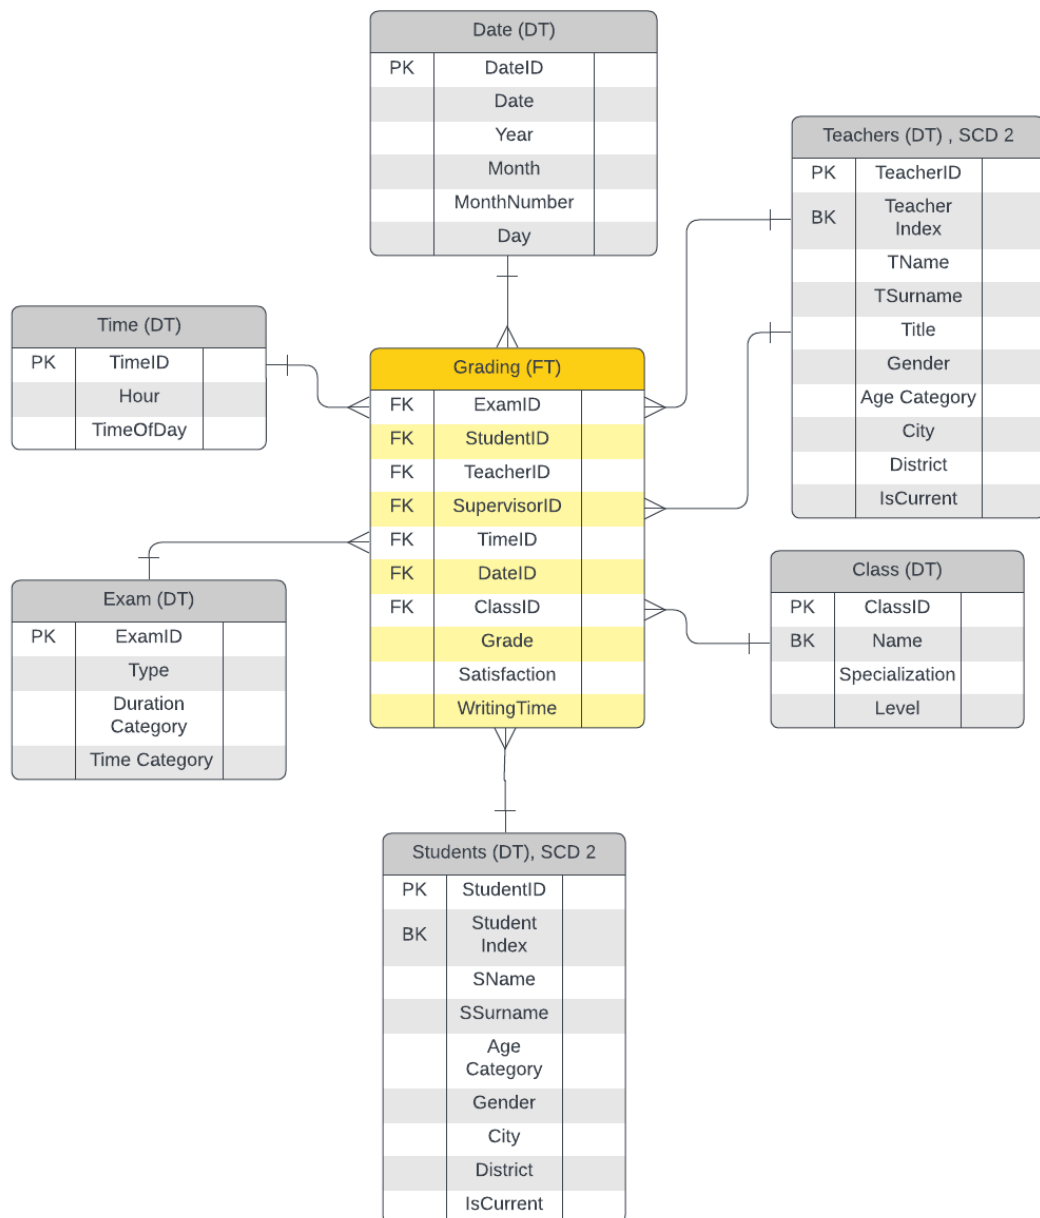 Date (DT)
PK DateID
Date
Year
Month
MonthNumber
Day
Teachers (DT) , SCD 2
PK TeacherID
BK Teacher
Index
TName
TSurname
Title
Gender
Age Category
City
District
IsCurrent
Time (DT)
PK TimeID
Hour
TimeOfDay
Grading (FT)
FK ExamID
FK StudentID
FK TeacherID
FK SupervisorID
FK TimeID
FK DateID
FK ClassID
Grade
Satisfaction
WritingTime
Exam (DT)
PK ExamID
Type
Duration
Category
Time Category
Class (DT)
PK ClassID
BK Name
Specialization
Level
Students (DT), SCD 2
PK StudentID
BK Student
Index
SName
SSurname
Age
Category
Gender
City
District
IsCurrent